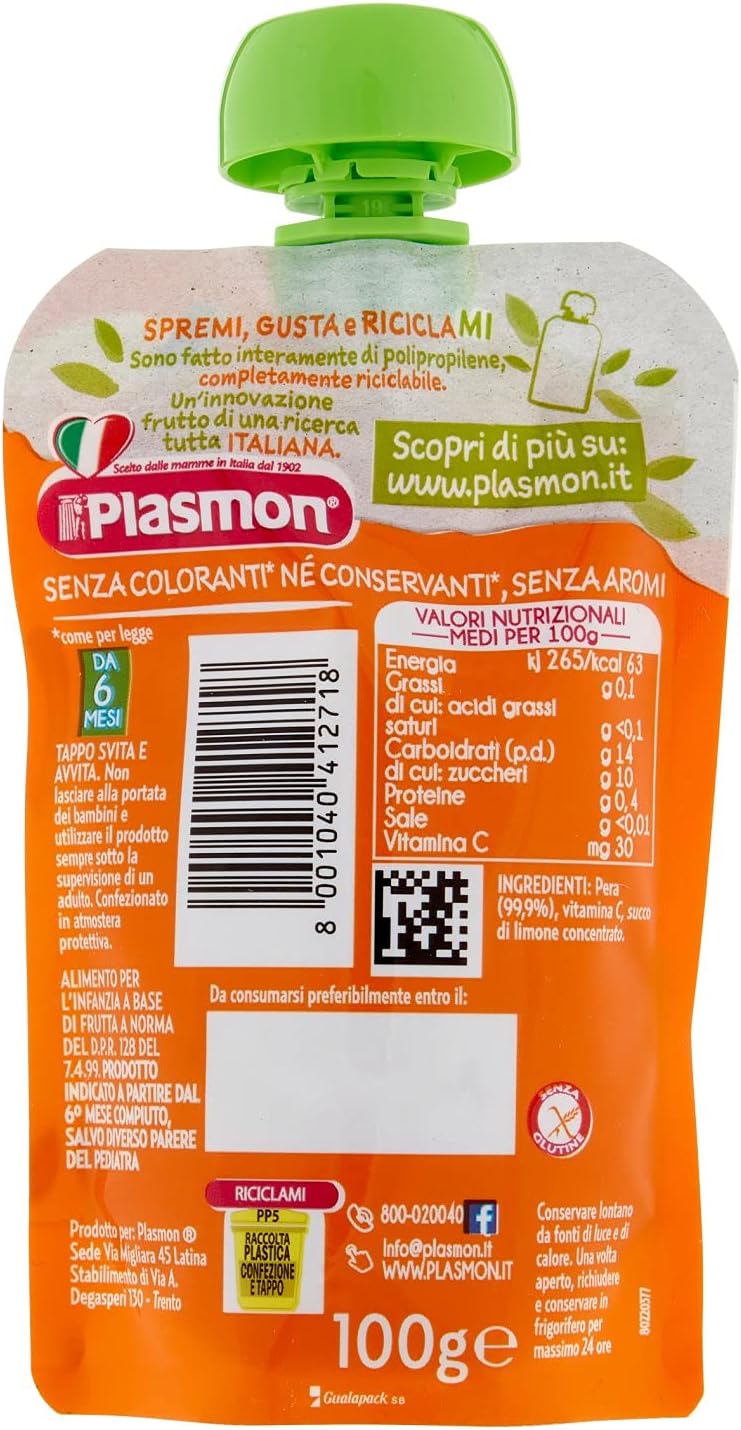 19
SPREMI, GUSTA e RICICLAMI
Sono fatto interamente di polipropilene,
completamente riciclabile.
Un'innovazione
frutto di una ricerca
tutta ITALIANA.
Scopri di più su:
www.plasmon.it
Scelto dalle mamme in Italia dal 1902
Plasmon®
SENZA COLORANTI* NÉ CONSERVANTI*, SENZA AROMI
*come per legge
DA
6
MESI
TAPPO SVITA E
AVVITA. Non
lasciare alla portata
dei bambini e
utilizzare il prodotto
sempre sotto la
supervisione di un
adulto. Confezionato
in atmosfera
protettiva.
8 001040 412718
VALORI NUTRIZIONALI
MEDI PER 100g
Energia kj 265/kcal 63
Grassi g 0,1
di cui: acidi grassi
saturi g <0,1
Carboidrati (p.d.) g 14
di cui: zuccheri g 10
Proteine g 0,4
Sale g <0,01
Vitamina C mg 30
INGREDIENTI: Pera
(99,9%), vitamina C, succo
di limone concentrato.
ALIMENTO PER
L'INFANZIA A BASE
DI FRUTTA A NORMA
DEL D.P.R. 128 DEL
7.4.99. PRODOTTO
INDICATO A PARTIRE DAL
6° MESE COMPIUTO,
SALVO DIVERSO PARERE
DEL PEDIATRA
Da consumarsi preferibilmente entro il:
SENZA
GLUTINE
Prodotto per: Plasmon ®
Sede Via Migliara 45 Latina
Stabilimento di Via A.
Degasperi 130 - Trento
RICICLAMI
PP5
RACCOLTA
PLASTICA
CONFEZIONE
E TAPPO
800-020040 f
Info@plasmon.it
WWW.PLASMON.IT
100g e
Conservare lontano
da fonti di luce e di
calore. Una volta
aperto, richiudere
e conservare in
frigorifero per
massimo 24 ore
80220377
Gualapack SB